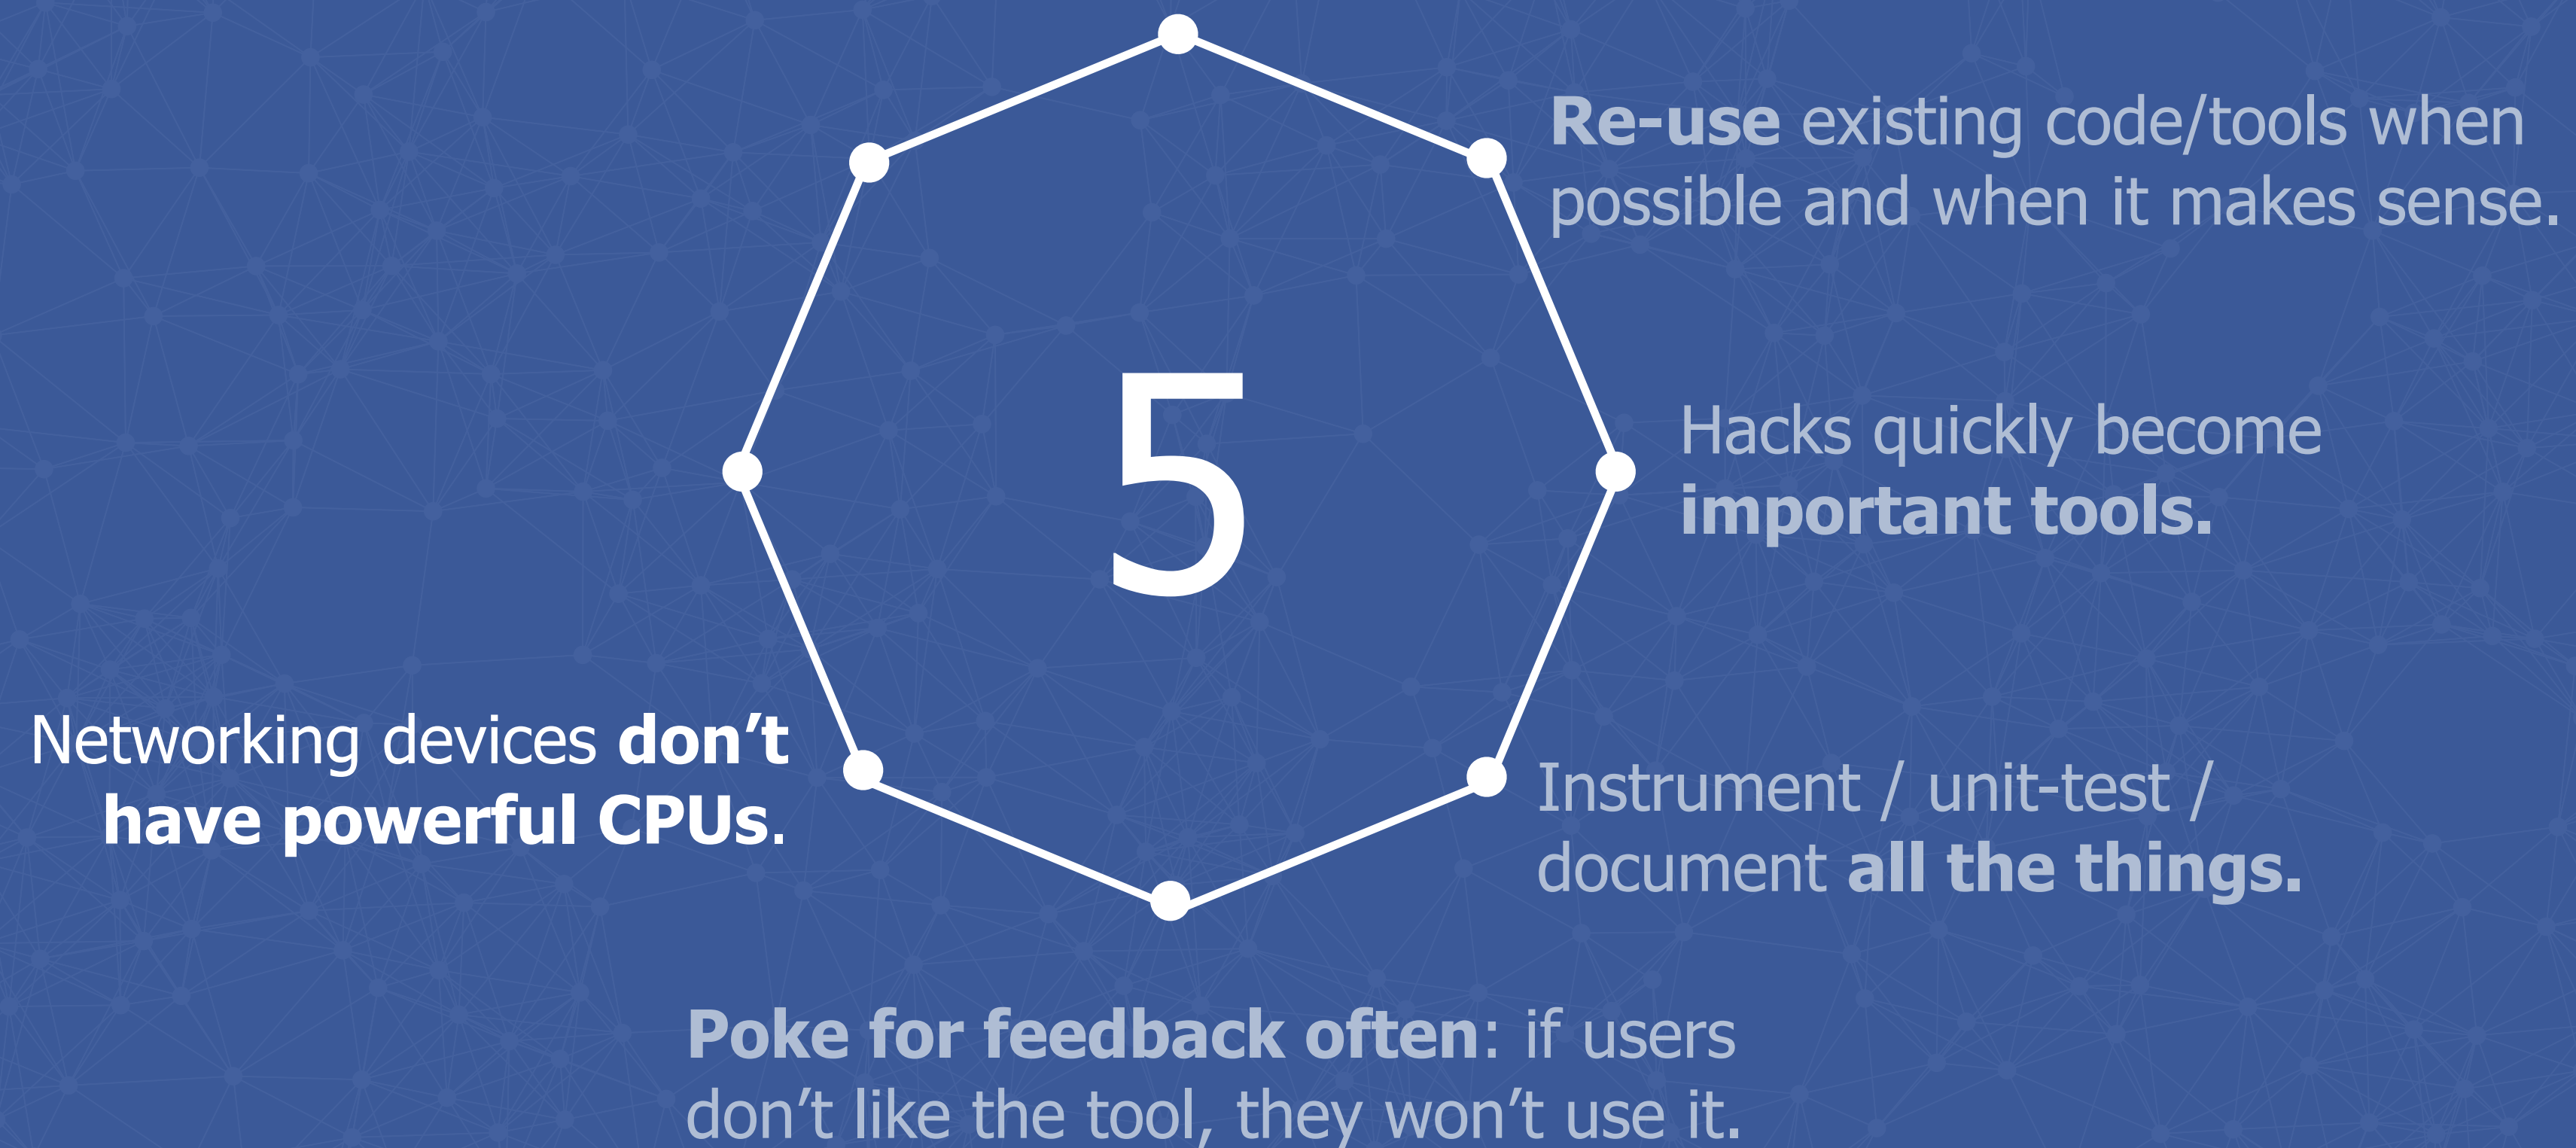 Re-use existing code/tools when
possible and when it makes sense.
5
Hacks quickly become
important tools.
Networking devices don’t
have powerful CPUs.
Instrument / unit-test /
document all the things.
Poke for feedback often: if users
don’t like the tool, they won’t use it.